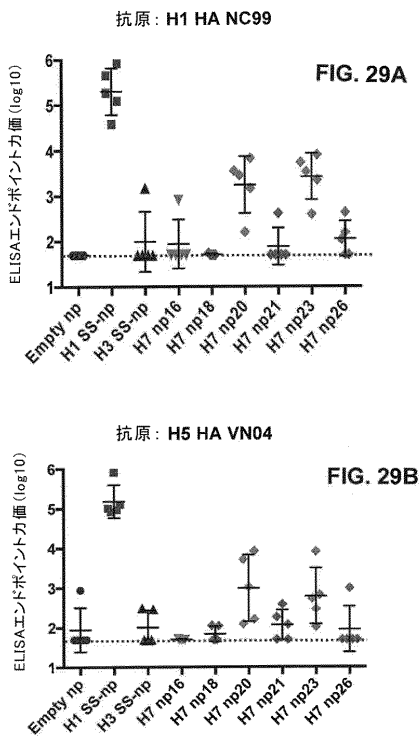 抗原: H1 HA NC99
FIG. 29A
ELISAエンドポイント力価 (log10)
6
5
4
3
2
1
Empty np
H1 SS-np
H3 SS-np
H7 np16
H7 np18
H7 np20
H7 np21
H7 np23
H7 np26
抗原: H5 HA VN04
FIG. 29B
ELISAエンドポイント力価 (log10)
6
5
4
3
2
1
Empty np
H1 SS-np
H3 SS-np
H7 np16
H7 np18
H7 np20
H7 np21
H7 np23
H7 np26